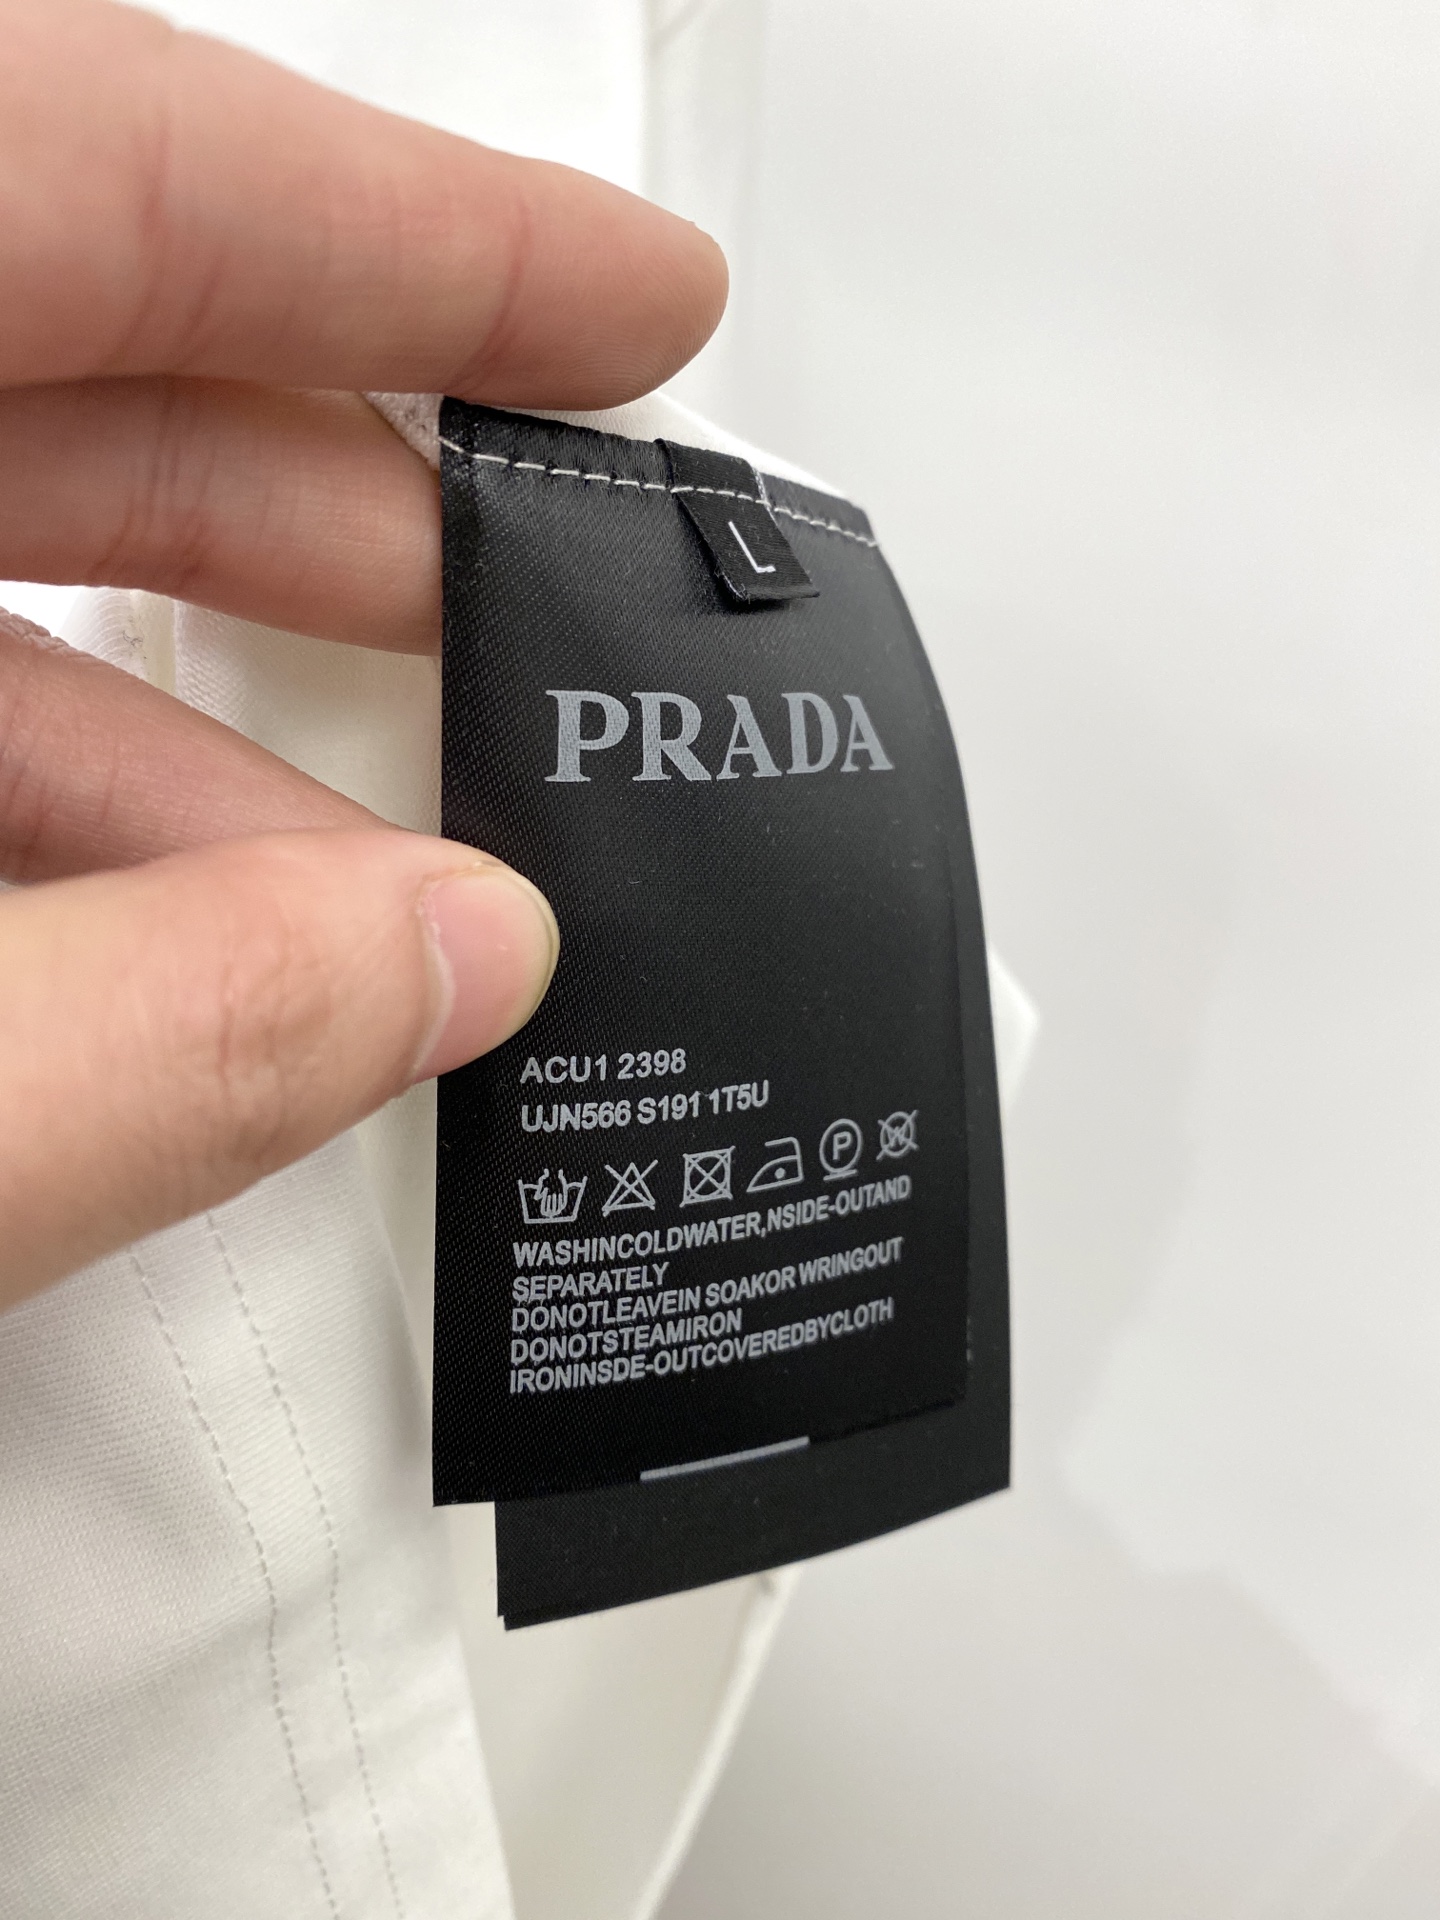 L
PRADA
ACU1 2398
UJN566 S191 1T5U
P W
WASHINCOLDWATER,NSIDE-OUTAND
SEPARATELY
DONOTLEAVEIN SOAKOR WRINGOUT
DONOTSTEAMIRON
IRONINSDE-OUTCOVEREDBYCLOTH